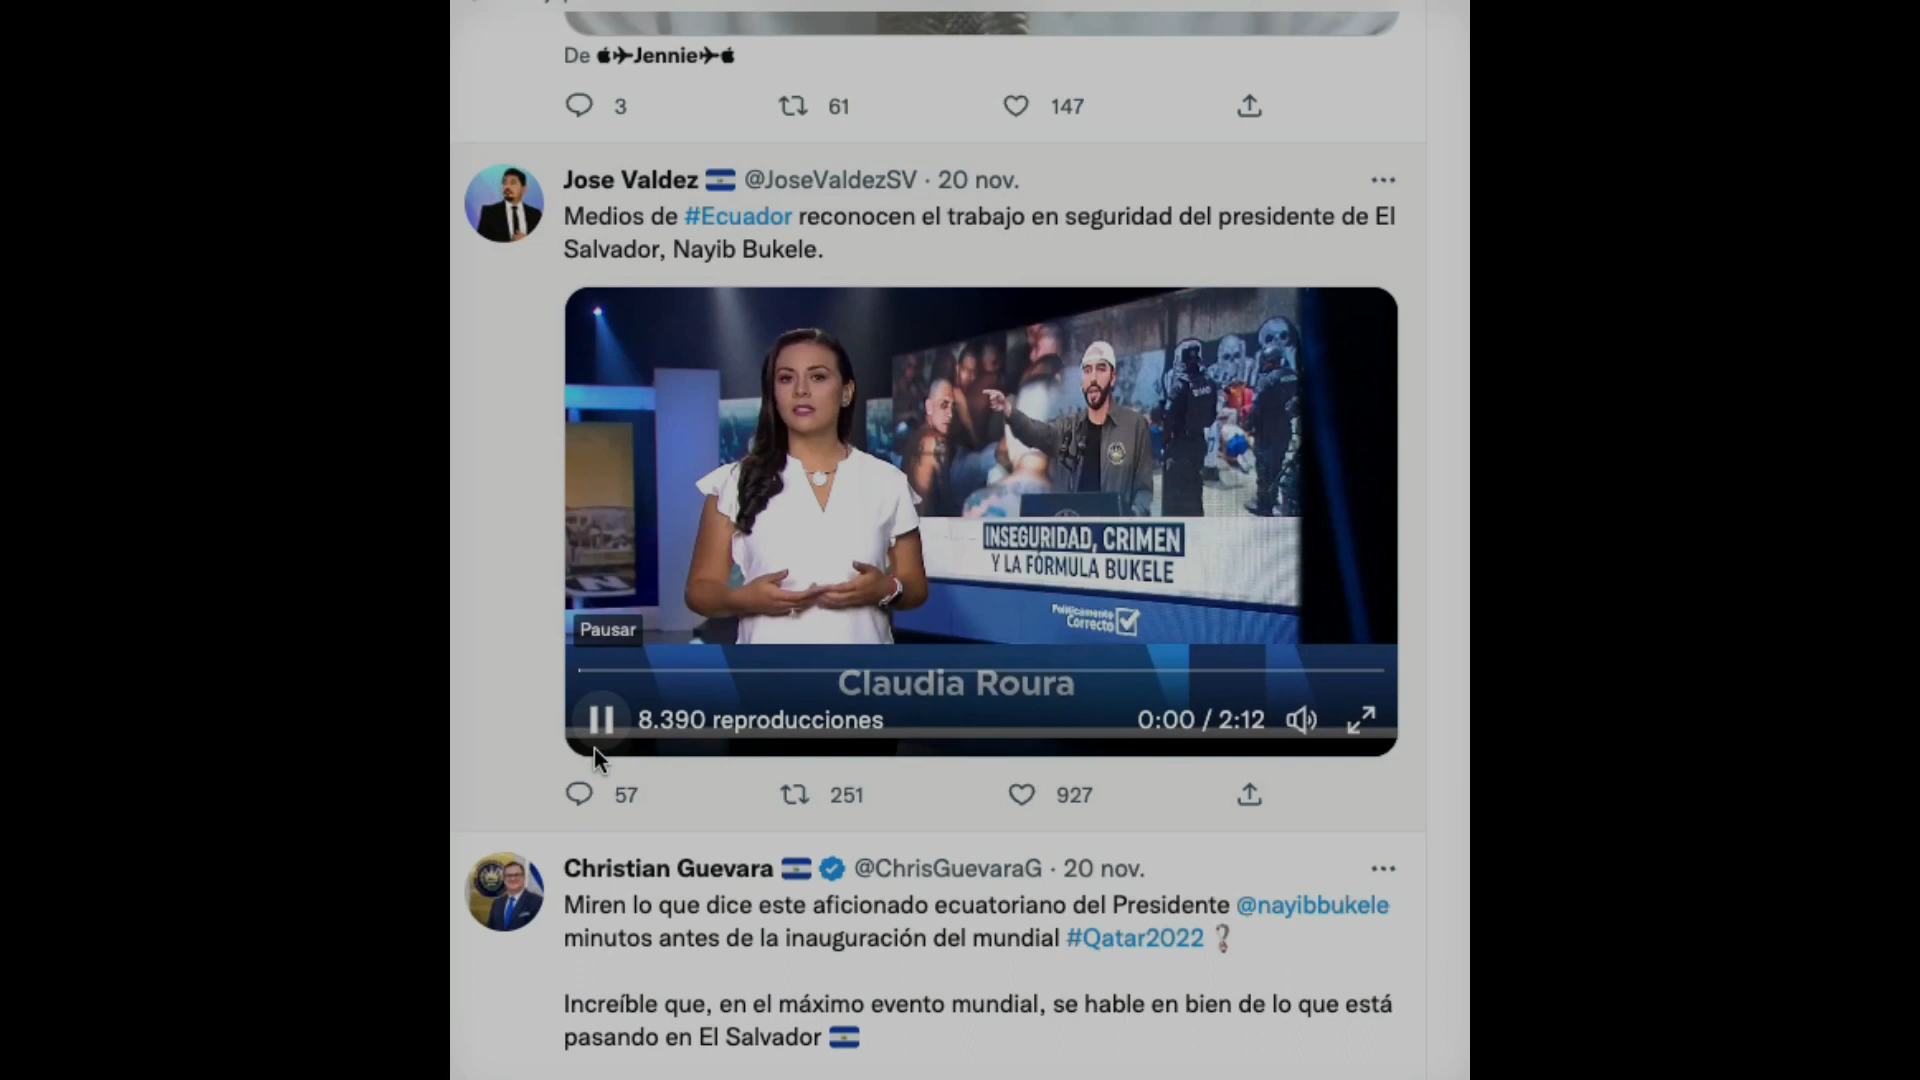 De Jennie
3 61 147
Jose Valdez @JoseValdezSV · 20 nov.
Medios de #Ecuador reconocen el trabajo en seguridad del presidente de El
Salvador, Nayib Bukele.
INSEGURIDAD, CRIMEN
Y LA FÓRMULA BUKELE
Políticamente
Correcto
Pausar
Claudia Roura
8.390 reproducciones 0:00 / 2:12
57 251 927
Christian Guevara @ChrisGuevaraG · 20 nov.
Miren lo que dice este aficionado ecuatoriano del Presidente @nayibbukele
minutos antes de la inauguración del mundial #Qatar2022 ❓
Increíble que, en el máximo evento mundial, se hable en bien de lo que está
pasando en El Salvador